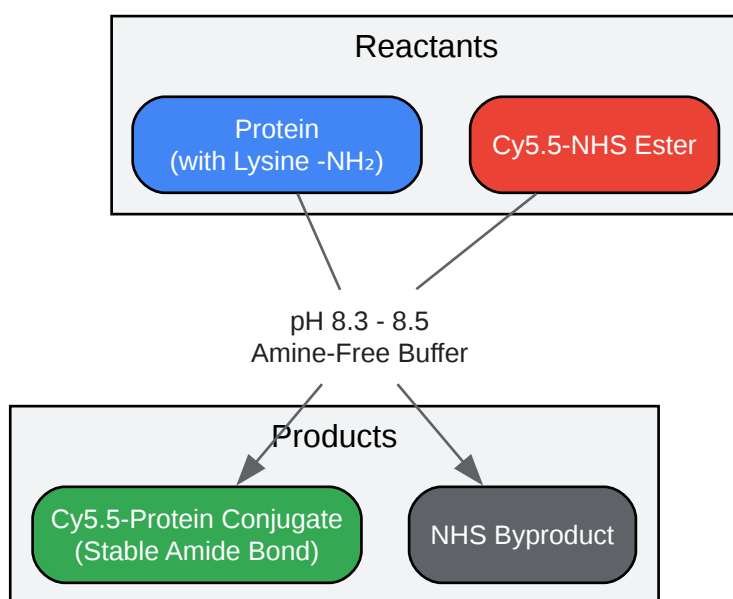 Reactants
Protein
(with Lysine -NH₂)
Cy5.5-NHS Ester
pH 8.3 - 8.5
Amine-Free Buffer
Products
Cy5.5-Protein Conjugate
(Stable Amide Bond)
NHS Byproduct